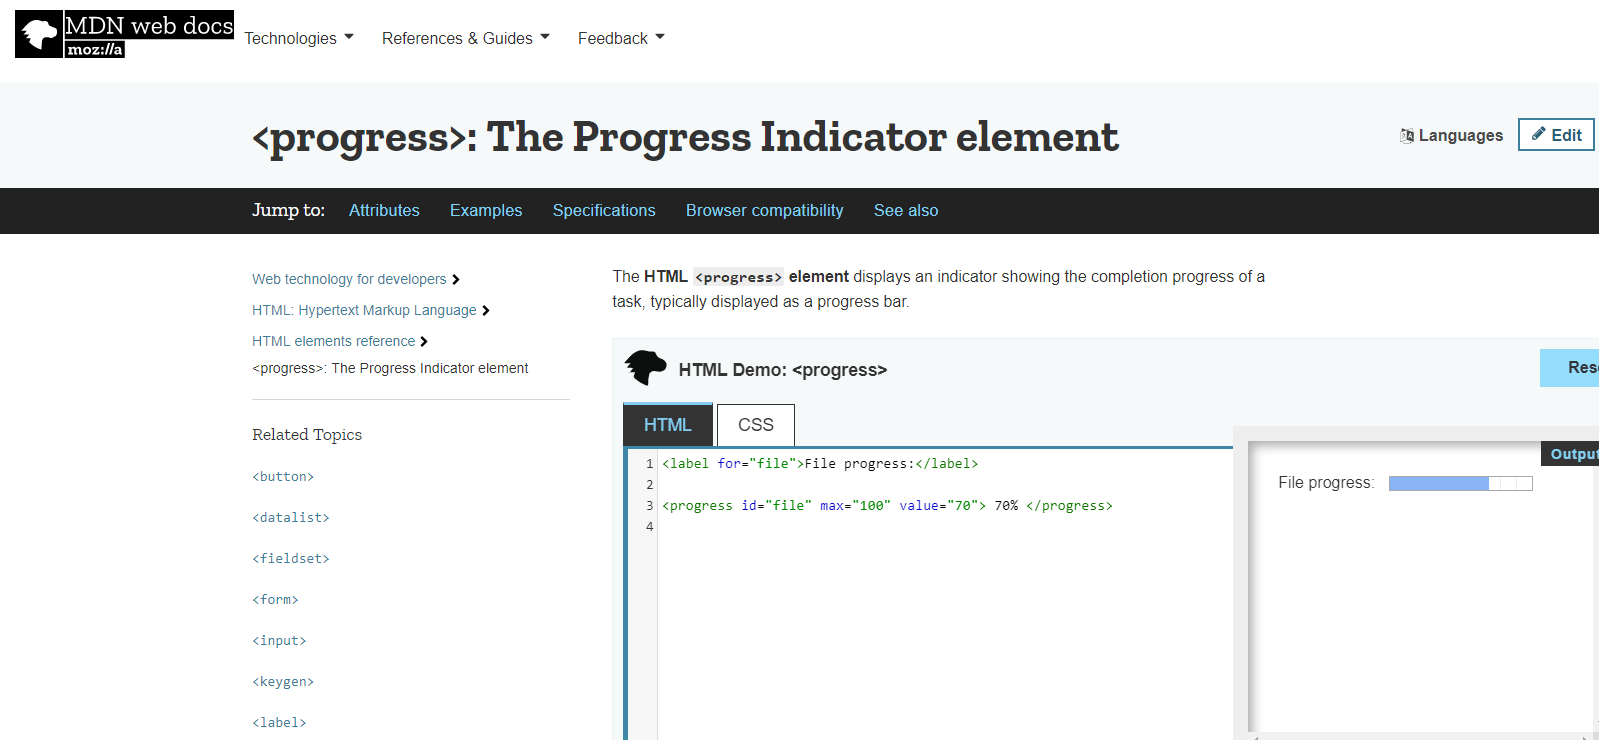 MDN web docs
moz://a
Technologies
References & Guides
Feedback
<progress>: The Progress Indicator element
Languages
Edit
Jump to:
Attributes
Examples
Specifications
Browser compatibility
See also
Web technology for developers
HTML: Hypertext Markup Language
HTML elements reference
<progress>: The Progress Indicator element
Related Topics
<button>
<datalist>
<fieldset>
<form>
<input>
<keygen>
<label>
The HTML <progress> element displays an indicator showing the completion progress of a
task, typically displayed as a progress bar.
HTML Demo: <progress>
Res
HTML
CSS
1 <label for="file">File progress:</label>
2
3 <progress id="file" max="100" value="70"> 70% </progress>
4
Output
File progress: